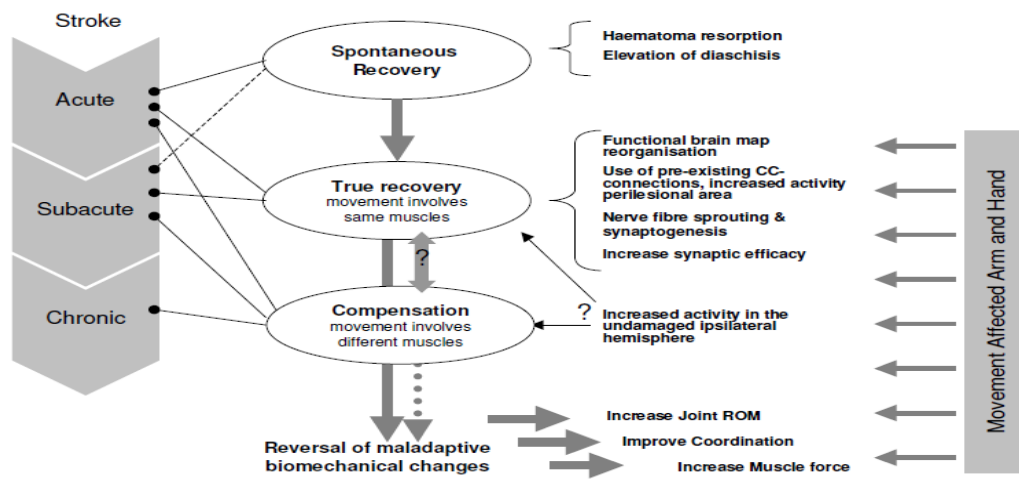 Stroke
Acute
Subacute
Chronic
Spontaneous
Recovery
True recovery
movement involves
same muscles
?
Compensation
movement involves
different muscles
Reversal of maladaptive
biomechanical changes
Haematoma resorption
Elevation of diaschisis
Functional brain map
reorganisation
Use of pre-existing CC-
connections, increased activity
perilesional area
Nerve fibre sprouting &
synaptogenesis
Increase synaptic efficacy
?
Increased activity in the
undamaged ipsilateral
hemisphere
Increase Joint ROM
Improve Coordination
Increase Muscle force
Movement Affected Arm and Hand